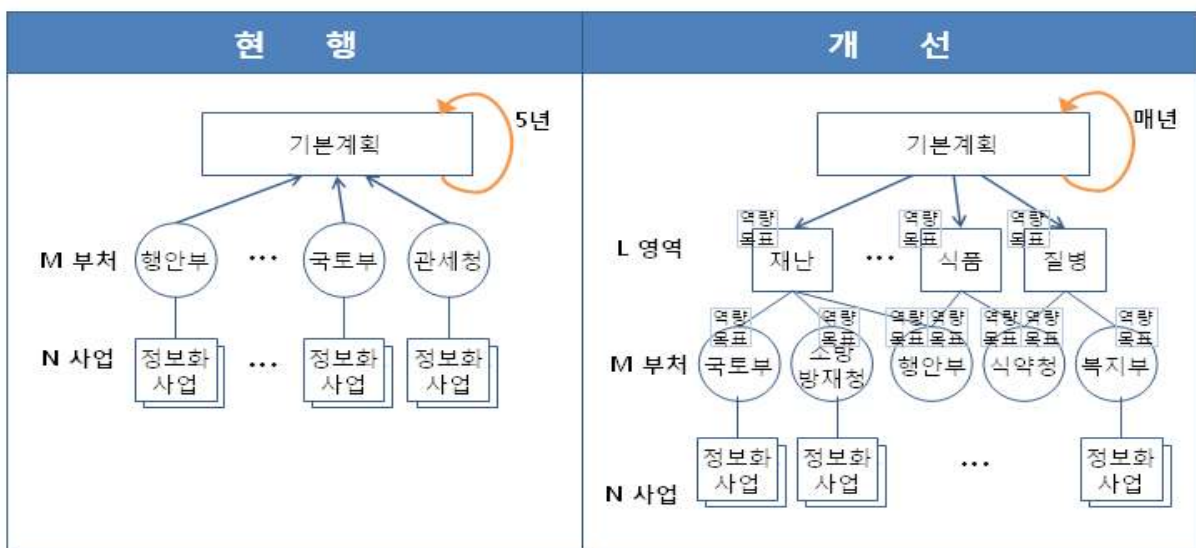 현 행
개 선
기본계획
5년
M 부처
행안부
...
국토부
관세청
N 사업
정보화
사업
...
정보화
사업
정보화
사업
기본계획
매년
L 영역
역량
목표
재난
...
역량
목표
식품
역량
목표
질병
M 부처
역량
목표
국토부
역량
목표
소방
방재청
역량
목표
역량
목표
행안부
역량
목표
역량
목표
식약청
역량
목표
복지부
N 사업
정보화
사업
정보화
사업
...
정보화
사업